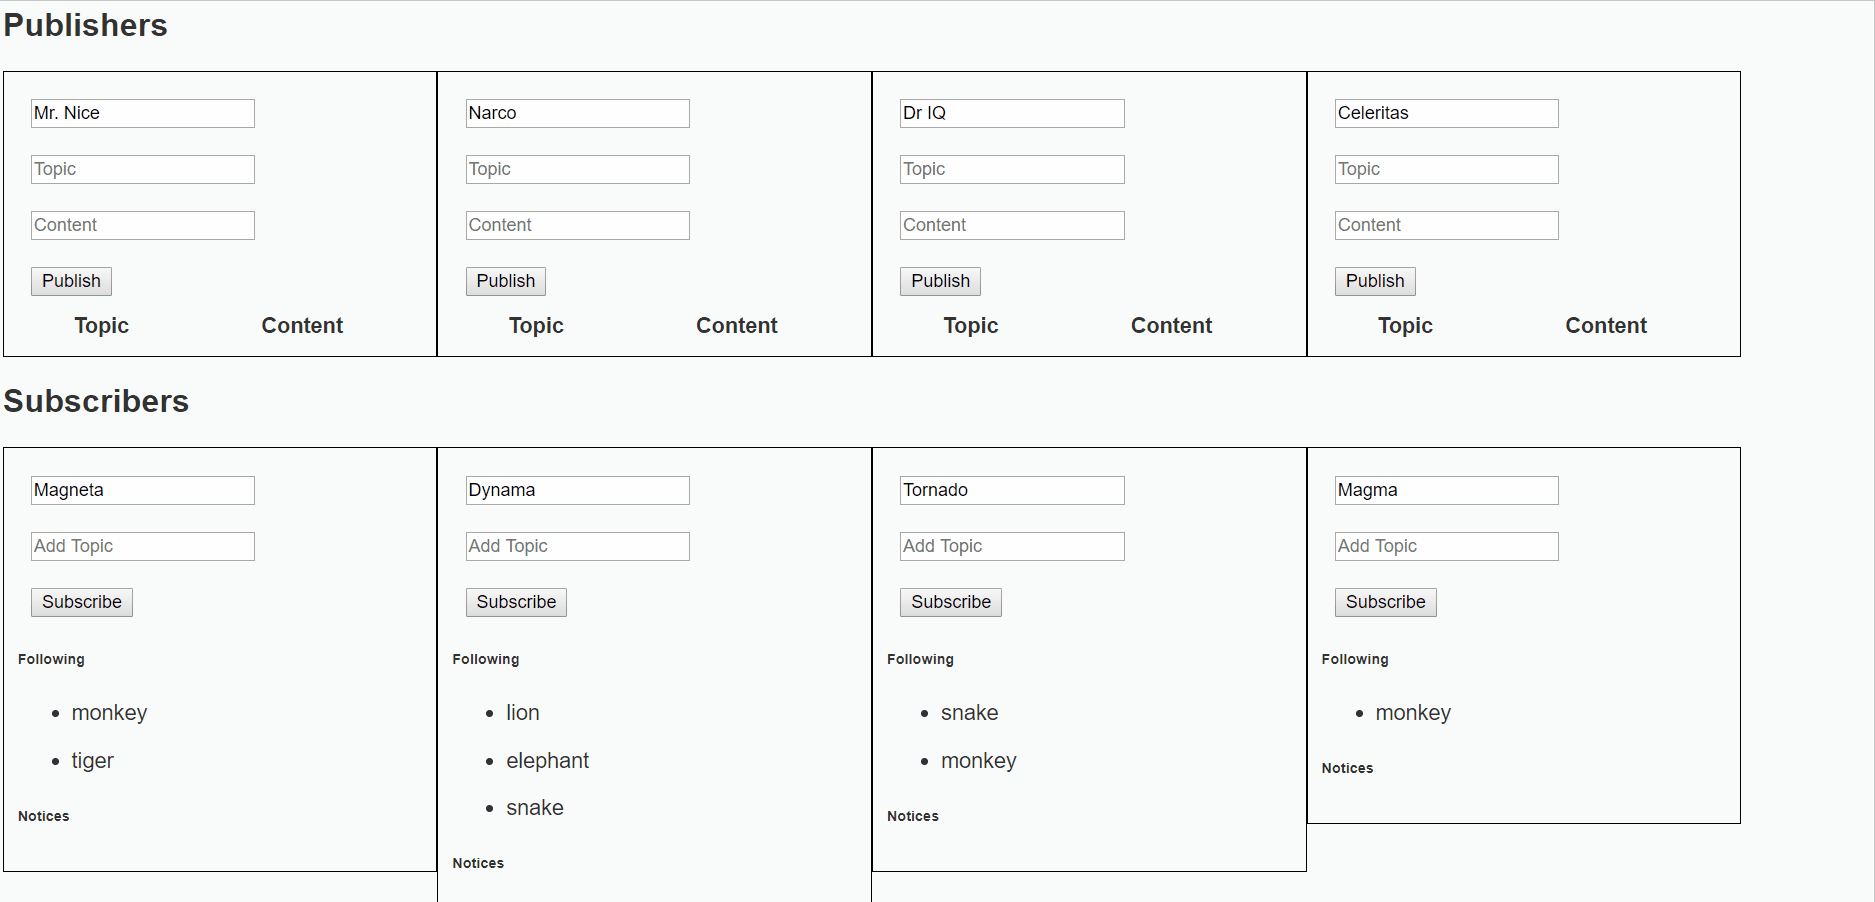 Publishers
Mr. Nice
Topic
Content
Publish
Topic Content
Narco
Topic
Content
Publish
Topic Content
Dr IQ
Topic
Content
Publish
Topic Content
Celeritas
Topic
Content
Publish
Topic Content
Subscribers
Magneta
Add Topic
Subscribe
Following
monkey
tiger
Notices
Dynama
Add Topic
Subscribe
Following
lion
elephant
snake
Notices
Tornado
Add Topic
Subscribe
Following
snake
monkey
Notices
Magma
Add Topic
Subscribe
Following
monkey
Notices